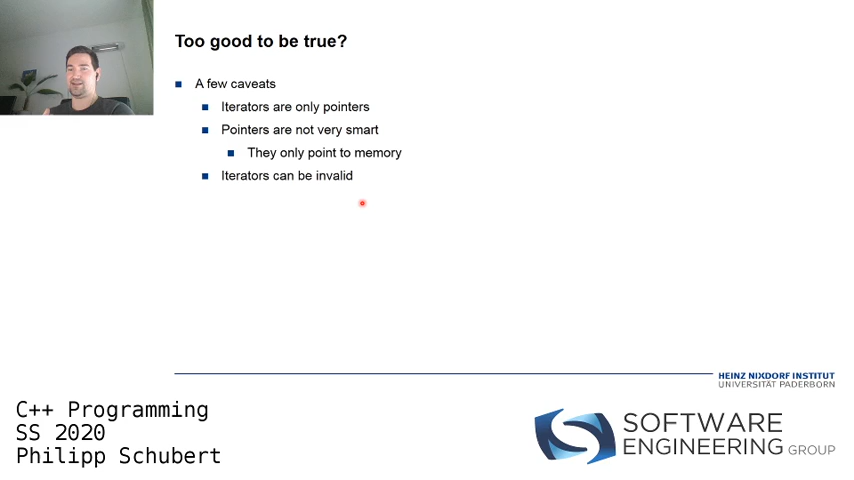 Too good to be true?
A few caveats
Iterators are only pointers
Pointers are not very smart
They only point to memory
Iterators can be invalid
HEINZ NIXDORF INSTITUT
UNIVERSITÄT PADERBORN
C++ Programming
SS 2020
Philipp Schubert
SOFTWARE
ENGINEERING GROUP